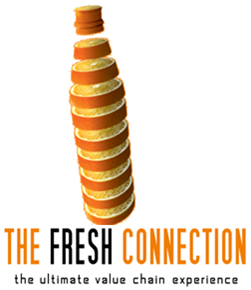 THE FRESH CONNECTION
the ultimate value chain experience